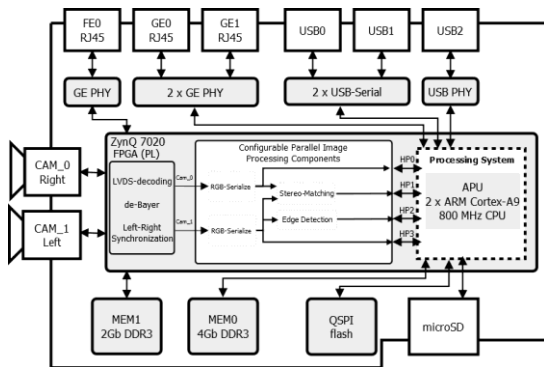 FE0
RJ45
GE0
RJ45
GE1
RJ45
USB0
USB1
USB2
GE PHY
2 x GE PHY
2 x USB-Serial
USB PHY
ZynQ 7020
FPGA (PL)
Configurable Parallel Image
Processing Components
Processing System
CAM_0
Right
CAM_1
Left
LVDS-decoding
de-Bayer
Left-Right
Synchronization
Cam_0
Cam_1
RGB-Serialize
RGB-Serialize
Stereo-Matching
Edge Detection
HP0
HP1
HP2
HP3
APU
2 x ARM Cortex-A9
800 MHz CPU
MEM1
2Gb DDR3
MEM0
4Gb DDR3
QSPI
flash
microSD